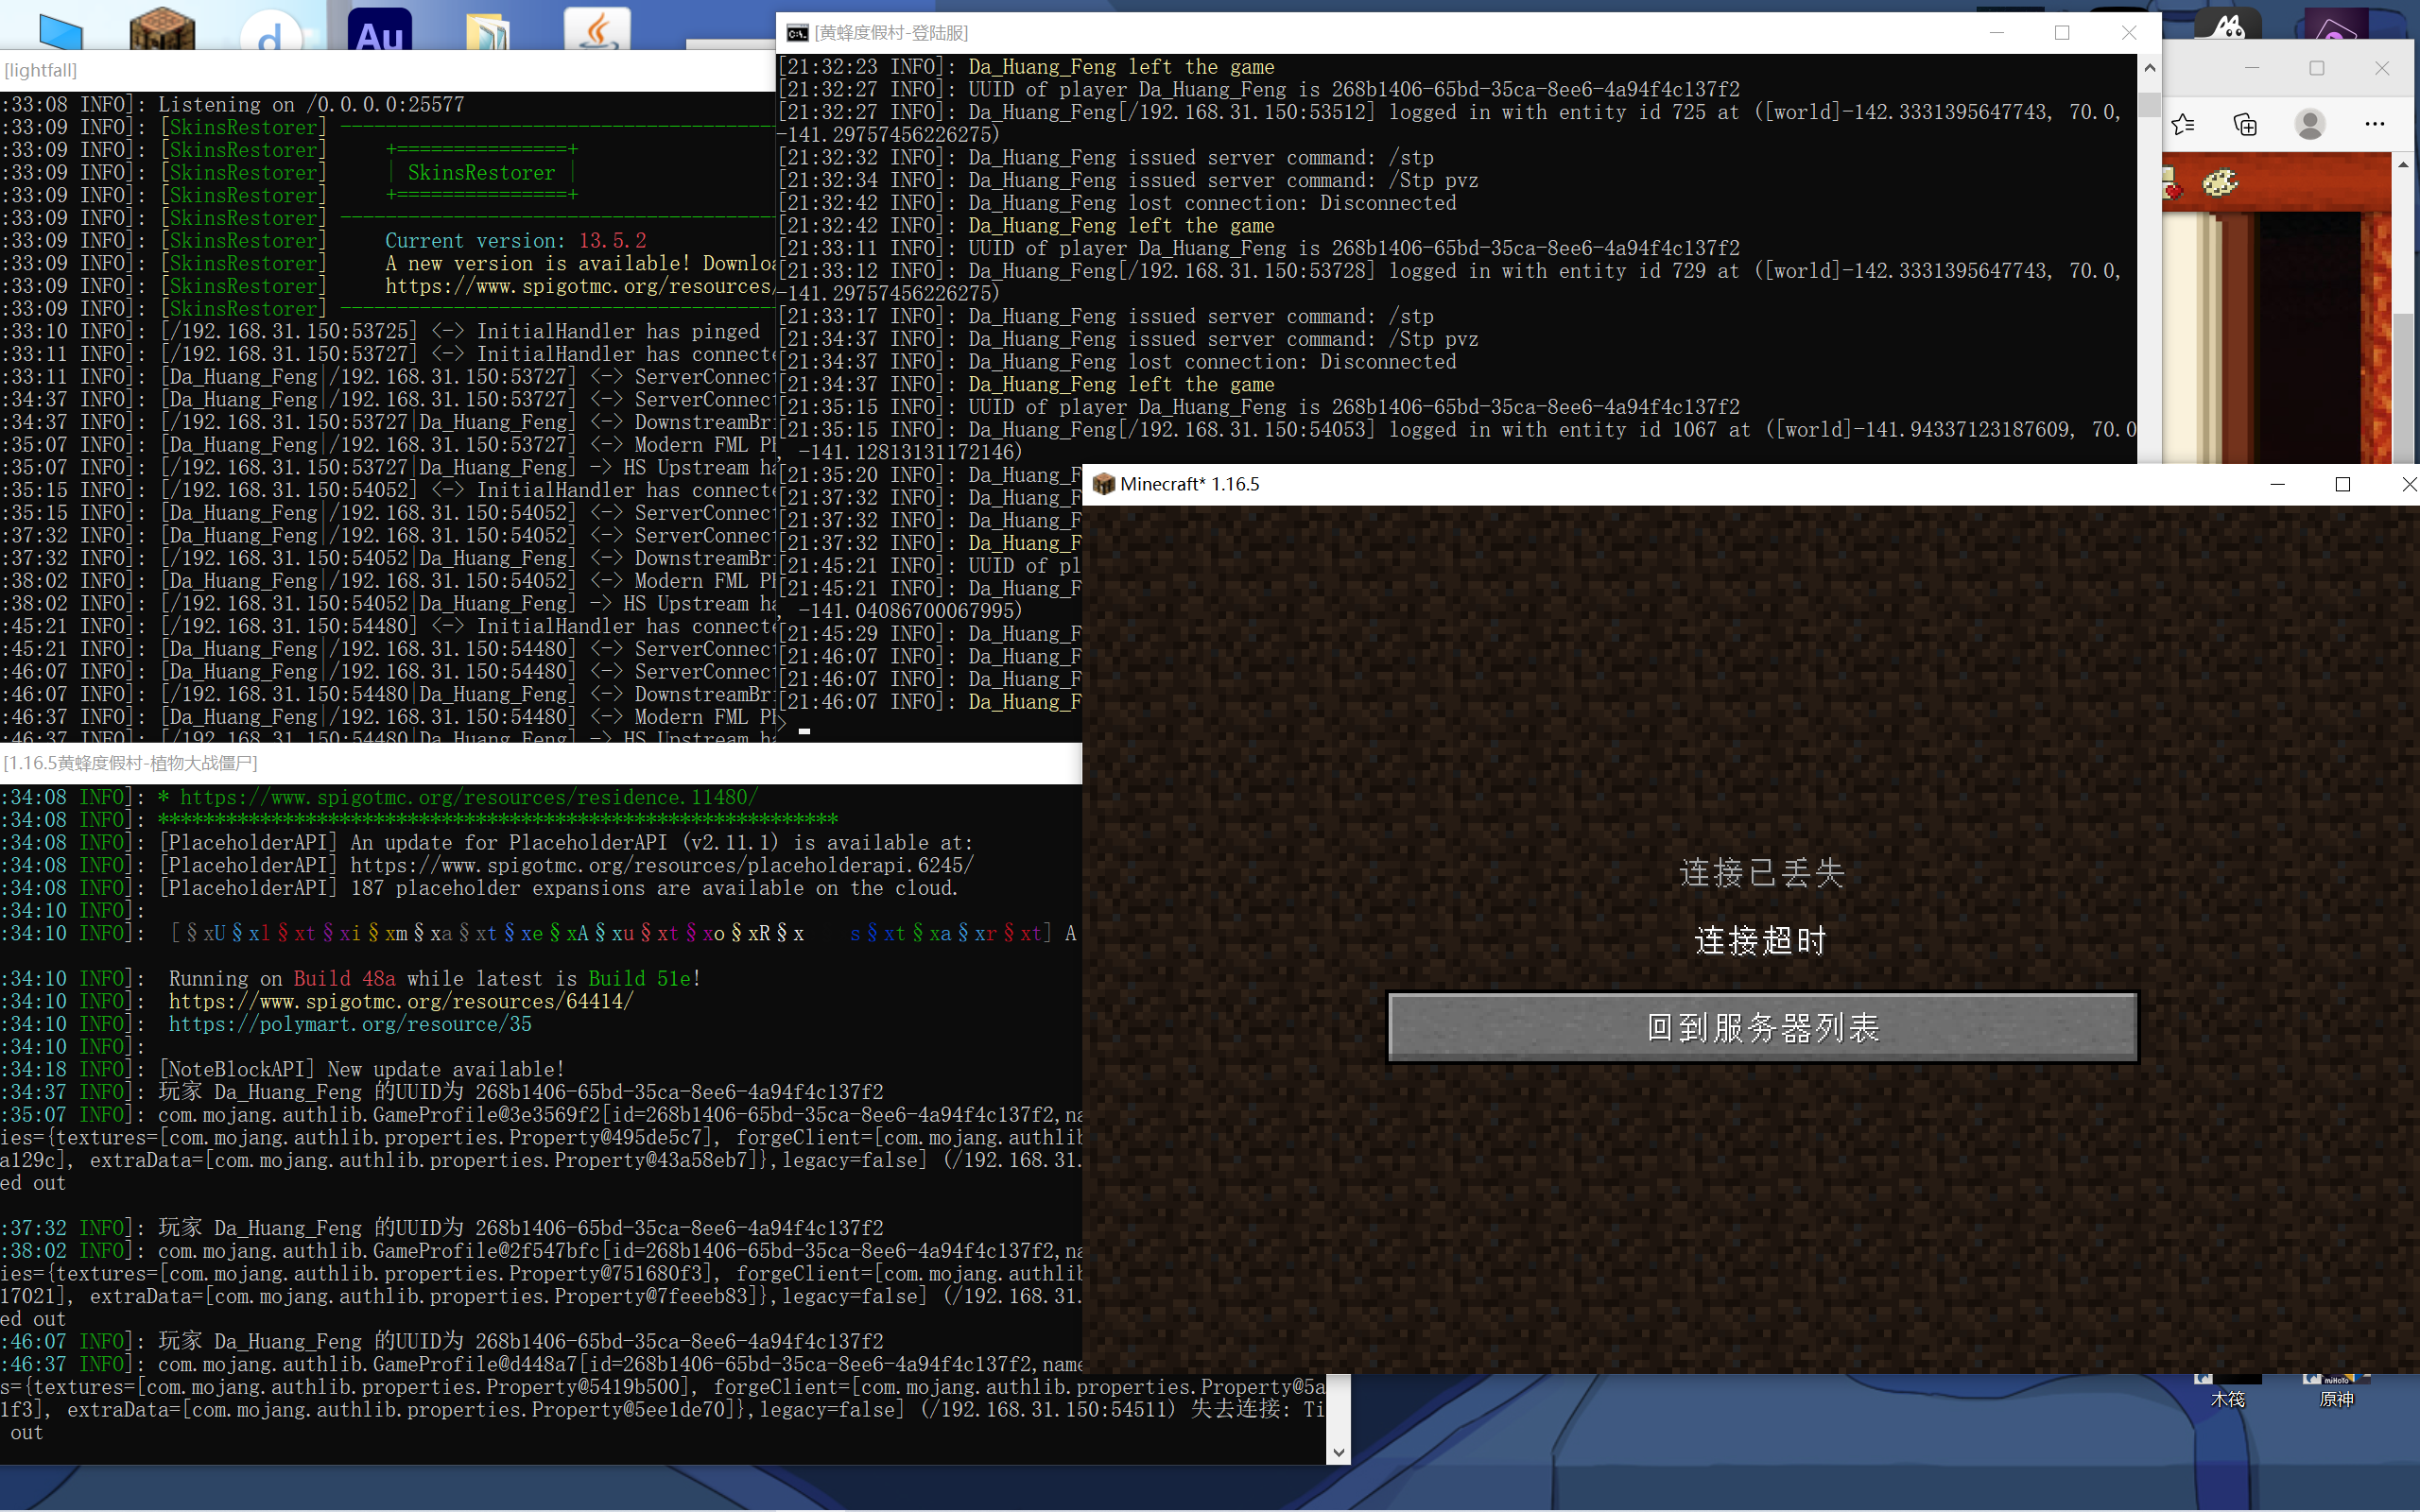 Au
[lightfall]
:33:08 INFO]: Listening on /0.0.0.0:25577
:33:09 INFO]: [SkinsRestorer] ----------------------------------------
:33:09 INFO]: [SkinsRestorer]     +===============+
:33:09 INFO]: [SkinsRestorer]     | SkinsRestorer |
:33:09 INFO]: [SkinsRestorer]     +===============+
:33:09 INFO]: [SkinsRestorer] ----------------------------------------
:33:09 INFO]: [SkinsRestorer]     Current version: 13.5.2
:33:09 INFO]: [SkinsRestorer]     A new version is available! Downloa
:33:09 INFO]: [SkinsRestorer]     https://www.spigotmc.org/resources/
:33:09 INFO]: [SkinsRestorer] ----------------------------------------
:33:10 INFO]: [/192.168.31.150:53725] <-> InitialHandler has pinged
:33:11 INFO]: [/192.168.31.150:53727] <-> InitialHandler has connecte
:33:11 INFO]: [Da_Huang_Feng|/192.168.31.150:53727] <-> ServerConnect
:34:37 INFO]: [Da_Huang_Feng|/192.168.31.150:53727] <-> ServerConnect
:34:37 INFO]: [/192.168.31.150:53727|Da_Huang_Feng] <-> DownstreamBri
:35:07 INFO]: [Da_Huang_Feng|/192.168.31.150:53727] <-> Modern FML Pl
:35:07 INFO]: [/192.168.31.150:53727|Da_Huang_Feng] -> HS Upstream ha
:35:15 INFO]: [/192.168.31.150:54052] <-> InitialHandler has connecte
:35:15 INFO]: [Da_Huang_Feng|/192.168.31.150:54052] <-> ServerConnect
:37:32 INFO]: [Da_Huang_Feng|/192.168.31.150:54052] <-> ServerConnect
:37:32 INFO]: [/192.168.31.150:54052|Da_Huang_Feng] <-> DownstreamBri
:38:02 INFO]: [Da_Huang_Feng|/192.168.31.150:54052] <-> Modern FML Pl
:38:02 INFO]: [/192.168.31.150:54052|Da_Huang_Feng] -> HS Upstream ha
:45:21 INFO]: [/192.168.31.150:54480] <-> InitialHandler has connecte
:45:21 INFO]: [Da_Huang_Feng|/192.168.31.150:54480] <-> ServerConnect
:46:07 INFO]: [Da_Huang_Feng|/192.168.31.150:54480] <-> ServerConnect
:46:07 INFO]: [/192.168.31.150:54480|Da_Huang_Feng] <-> DownstreamBri
:46:37 INFO]: [Da_Huang_Feng|/192.168.31.150:54480] <-> Modern FML Pl
:46:37 INFO]: [/192.168.31.150:54480|Da_Huang_Feng] -> HS Upstream ha
[黄蜂度假村-登陆服]
[21:32:23 INFO]: Da_Huang_Feng left the game
[21:32:27 INFO]: UUID of player Da_Huang_Feng is 268b1406-65bd-35ca-8ee6-4a94f4c137f2
[21:32:27 INFO]: Da_Huang_Feng[/192.168.31.150:53512] logged in with entity id 725 at ([world]-142.3331395647743, 70.0,
-141.29757456226275)
[21:32:32 INFO]: Da_Huang_Feng issued server command: /stp
[21:32:34 INFO]: Da_Huang_Feng issued server command: /Stp pvz
[21:32:42 INFO]: Da_Huang_Feng lost connection: Disconnected
[21:32:42 INFO]: Da_Huang_Feng left the game
[21:33:11 INFO]: UUID of player Da_Huang_Feng is 268b1406-65bd-35ca-8ee6-4a94f4c137f2
[21:33:12 INFO]: Da_Huang_Feng[/192.168.31.150:53728] logged in with entity id 729 at ([world]-142.3331395647743, 70.0,
-141.29757456226275)
[21:33:17 INFO]: Da_Huang_Feng issued server command: /stp
[21:34:37 INFO]: Da_Huang_Feng issued server command: /Stp pvz
[21:34:37 INFO]: Da_Huang_Feng lost connection: Disconnected
[21:34:37 INFO]: Da_Huang_Feng left the game
[21:35:15 INFO]: UUID of player Da_Huang_Feng is 268b1406-65bd-35ca-8ee6-4a94f4c137f2
[21:35:15 INFO]: Da_Huang_Feng[/192.168.31.150:54053] logged in with entity id 1067 at ([world]-141.94337123187609, 70.0
, -141.12813131172146)
[21:35:20 INFO]: Da_Huang_F
[21:37:32 INFO]: Da_Huang_F
[21:37:32 INFO]: Da_Huang_F
[21:37:32 INFO]: Da_Huang_F
[21:45:21 INFO]: UUID of pl
[21:45:21 INFO]: Da_Huang_F
, -141.04086700067995)
[21:45:29 INFO]: Da_Huang_F
[21:46:07 INFO]: Da_Huang_F
[21:46:07 INFO]: Da_Huang_F
[21:46:07 INFO]: Da_Huang_F
>
[1.16.5黄蜂度假村-植物大战僵尸]
:34:08 INFO]: * https://www.spigotmc.org/resources/residence.11480/
:34:08 INFO]: ************************************************************
:34:08 INFO]: [PlaceholderAPI] An update for PlaceholderAPI (v2.11.1) is available at:
:34:08 INFO]: [PlaceholderAPI] https://www.spigotmc.org/resources/placeholderapi.6245/
:34:08 INFO]: [PlaceholderAPI] 187 placeholder expansions are available on the cloud.
:34:10 INFO]:
:34:10 INFO]:  [§xU§xl§xt§xi§xm§xa§xt§xe§xA§xu§xt§xo§xR§x    s§xt§xa§xr§xt] A
:34:10 INFO]:  Running on Build 48a while latest is Build 51e!
:34:10 INFO]:  https://www.spigotmc.org/resources/64414/
:34:10 INFO]:  https://polymart.org/resource/35
:34:10 INFO]:
:34:18 INFO]: [NoteBlockAPI] New update available!
:34:37 INFO]: 玩家 Da_Huang_Feng 的UUID为 268b1406-65bd-35ca-8ee6-4a94f4c137f2
:35:07 INFO]: com.mojang.authlib.GameProfile@3e3569f2[id=268b1406-65bd-35ca-8ee6-4a94f4c137f2,na
ies={textures=[com.mojang.authlib.properties.Property@495de5c7], forgeClient=[com.mojang.authlib
a129c], extraData=[com.mojang.authlib.properties.Property@43a58eb7]},legacy=false] (/192.168.31.
ed out
:37:32 INFO]: 玩家 Da_Huang_Feng 的UUID为 268b1406-65bd-35ca-8ee6-4a94f4c137f2
:38:02 INFO]: com.mojang.authlib.GameProfile@2f547bfc[id=268b1406-65bd-35ca-8ee6-4a94f4c137f2,na
ies={textures=[com.mojang.authlib.properties.Property@751680f3], forgeClient=[com.mojang.authlib
17021], extraData=[com.mojang.authlib.properties.Property@7feeeb83]},legacy=false] (/192.168.31.
ed out
:46:07 INFO]: 玩家 Da_Huang_Feng 的UUID为 268b1406-65bd-35ca-8ee6-4a94f4c137f2
:46:37 INFO]: com.mojang.authlib.GameProfile@d448a7[id=268b1406-65bd-35ca-8ee6-4a94f4c137f2,name
s={textures=[com.mojang.authlib.properties.Property@5419b500], forgeClient=[com.mojang.authlib.properties.Property@5a
1f3], extraData=[com.mojang.authlib.properties.Property@5ee1de70]},legacy=false] (/192.168.31.150:54511) 失去连接: Ti
 out
Minecraft* 1.16.5
连接已丢失
连接超时
回到服务器列表
木筏
原神